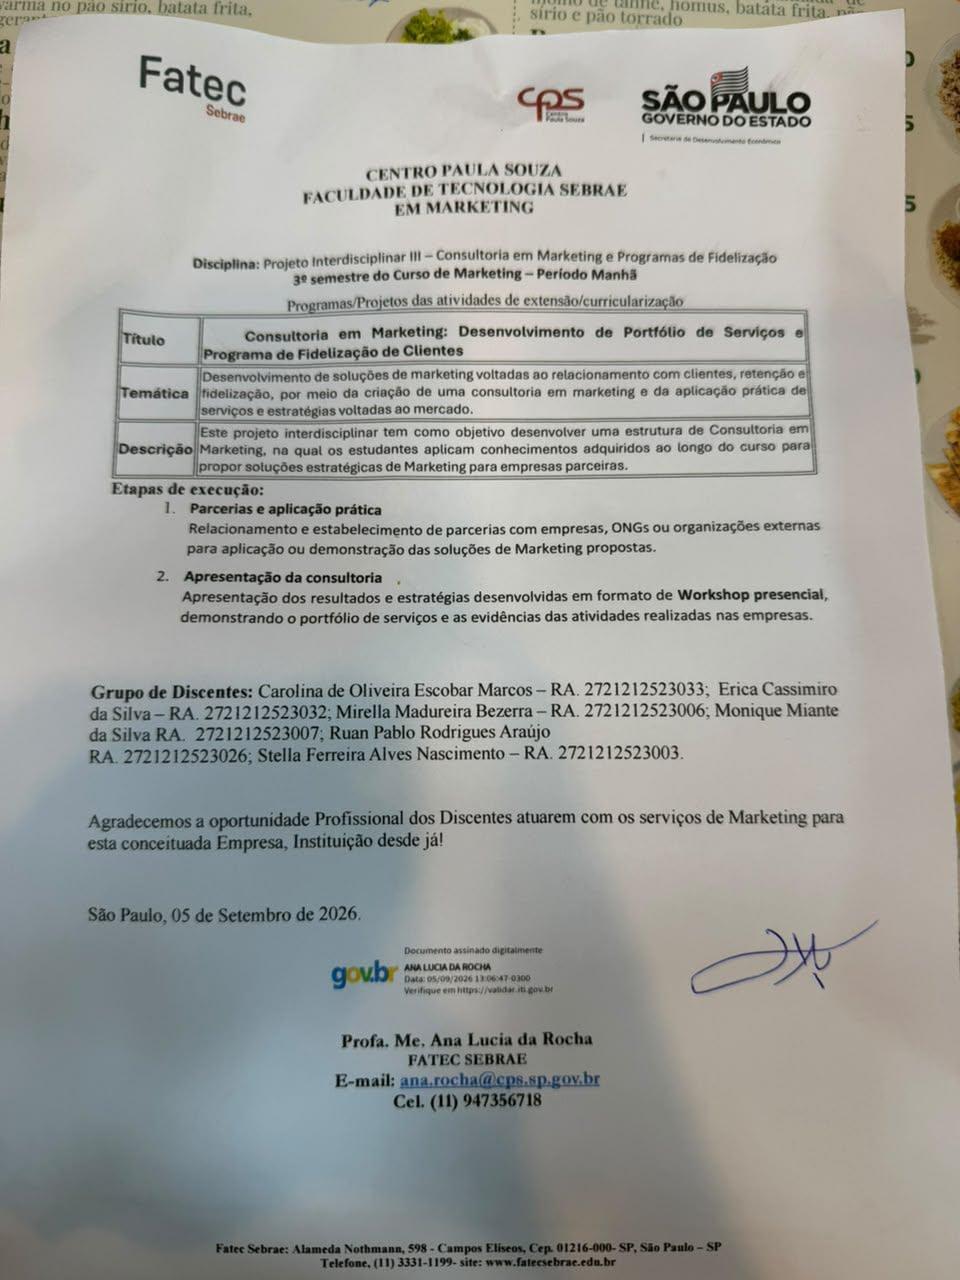 varma no pão sírio, batata frita,
molho de tahine, homus, batata frita,
sírio e pão torrado
Fatec
Sebrae
cps
Centro
Paula Souza
SÃO PAULO
GOVERNO DO ESTADO
Secretaria de Desenvolvimento Econômico
CENTRO PAULA SOUZA
FACULDADE DE TECNOLOGIA SEBRAE
EM MARKETING
Disciplina: Projeto Interdisciplinar III – Consultoria em Marketing e Programas de Fidelização
3º semestre do Curso de Marketing – Período Manhã
Programas/Projetos das atividades de extensão/curricularização
Título
Consultoria em Marketing: Desenvolvimento de Portfólio de Serviços e
Programa de Fidelização de Clientes
Temática
Desenvolvimento de soluções de marketing voltadas ao relacionamento com clientes, retenção e
fidelização, por meio da criação de uma consultoria em marketing e da aplicação prática de
serviços e estratégias voltadas ao mercado.
Descrição
Este projeto interdisciplinar tem como objetivo desenvolver uma estrutura de Consultoria em
Marketing, na qual os estudantes aplicam conhecimentos adquiridos ao longo do curso para
propor soluções estratégicas de Marketing para empresas parceiras.
Etapas de execução:
1. Parcerias e aplicação prática
Relacionamento e estabelecimento de parcerias com empresas, ONGs ou organizações externas
para aplicação ou demonstração das soluções de Marketing propostas.
2. Apresentação da consultoria
Apresentação dos resultados e estratégias desenvolvidas em formato de Workshop presencial,
demonstrando o portfólio de serviços e as evidências das atividades realizadas nas empresas.
Grupo de Discentes: Carolina de Oliveira Escobar Marcos – RA. 2721212523033; Erica Cassimiro
da Silva – RA. 2721212523032; Mirella Madureira Bezerra – RA. 2721212523006; Monique Miante
da Silva RA. 2721212523007; Ruan Pablo Rodrigues Araújo
RA. 2721212523026; Stella Ferreira Alves Nascimento – RA. 2721212523003.
Agradecemos a oportunidade Profissional dos Discentes atuarem com os serviços de Marketing para
esta conceituada Empresa, Instituição desde já!
São Paulo, 05 de Setembro de 2026.
gov.br
Documento assinado digitalmente
ANA LUCIA DA ROCHA
Data: 05/09/2026 13:06:47-0300
Verifique em https://validar.iti.gov.br
Profa. Me. Ana Lucia da Rocha
FATEC SEBRAE
E-mail: ana.rocha@cps.sp.gov.br
Cel. (11) 947356718
Fatec Sebrae: Alameda Nothmann, 598 - Campos Elíseos, Cep. 01216-000- SP, São Paulo – SP
Telefone, (11) 3331-1199- site: www.fatecsebrae.edu.br